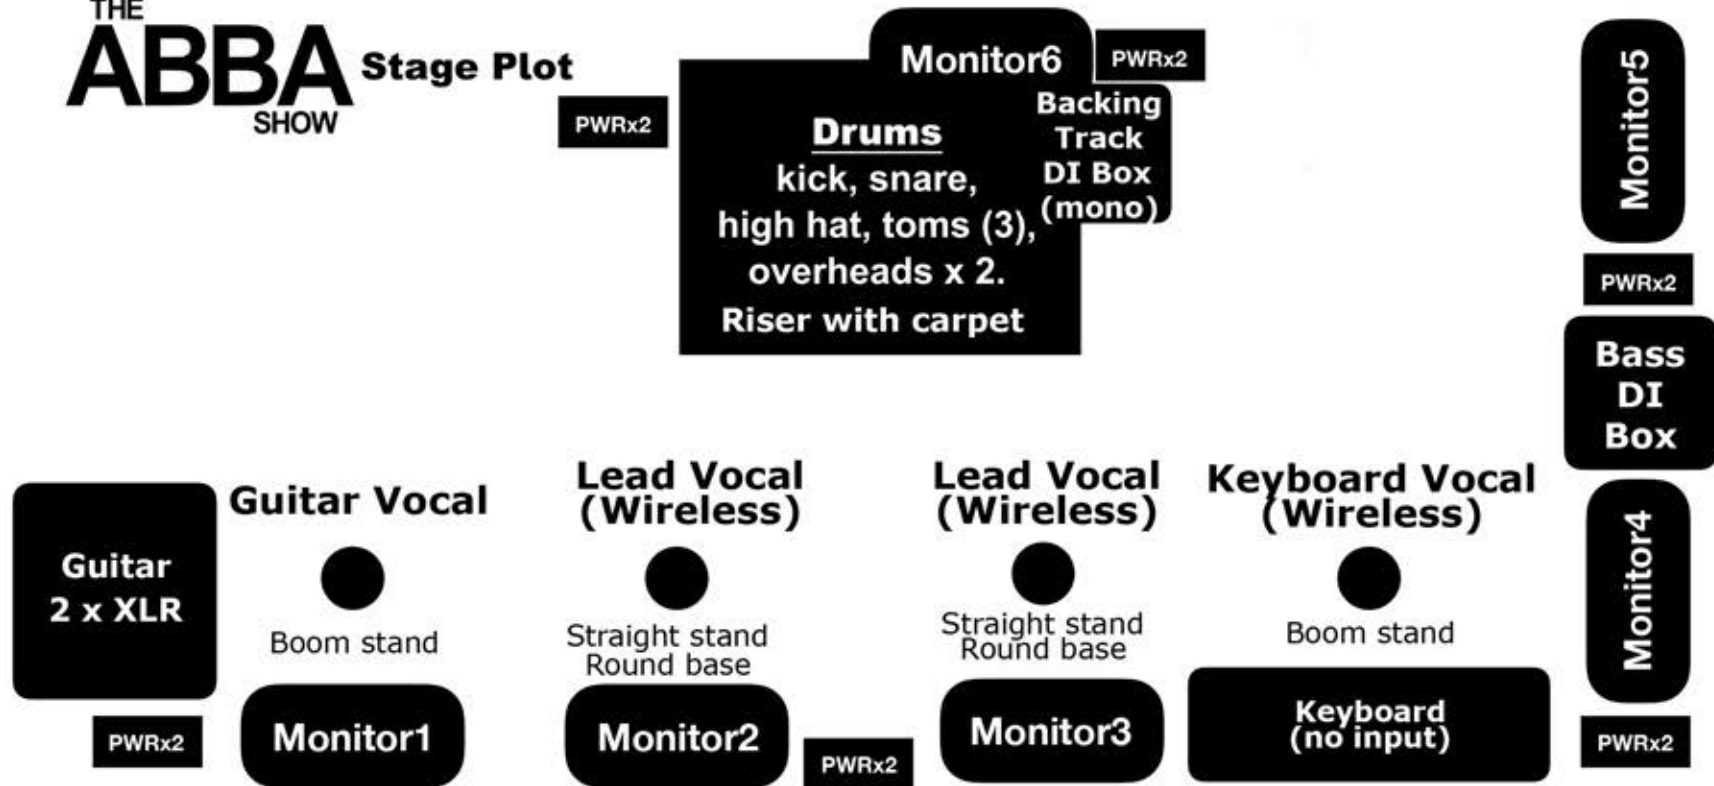 THE
ABBA
SHOW
Stage Plot
PWRx2
Monitor6
PWRx2
Drums
kick, snare,
high hat, toms (3),
overheads x 2.
Riser with carpet
Backing
Track
DI Box
(mono)
Monitor5
PWRx2
Bass
DI
Box
Monitor4
PWRx2
Guitar
2 x XLR
PWRx2
Guitar Vocal
Boom stand
Monitor1
Lead Vocal
(Wireless)
Straight stand
Round base
Monitor2
PWRx2
Lead Vocal
(Wireless)
Straight stand
Round base
Monitor3
Keyboard Vocal
(Wireless)
Boom stand
Keyboard
(no input)